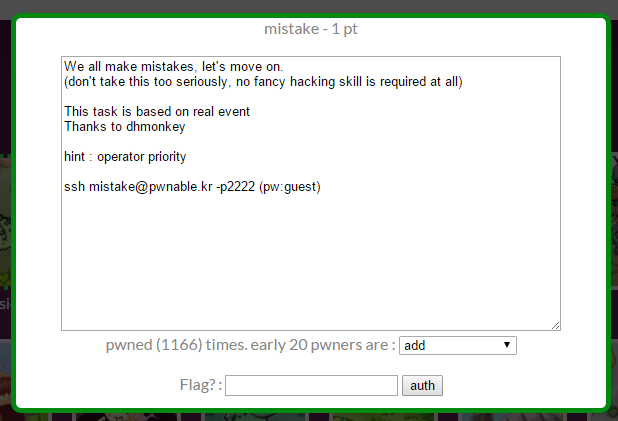 mistake - 1 pt
We all make mistakes, let's move on.
(don't take this too seriously, no fancy hacking skill is required at all)
This task is based on real event
Thanks to dhmonkey
hint : operator priority
ssh mistake@pwnable.kr -p2222 (pw:guest)
pwned (1166) times. early 20 pwners are : add
Flag? : auth